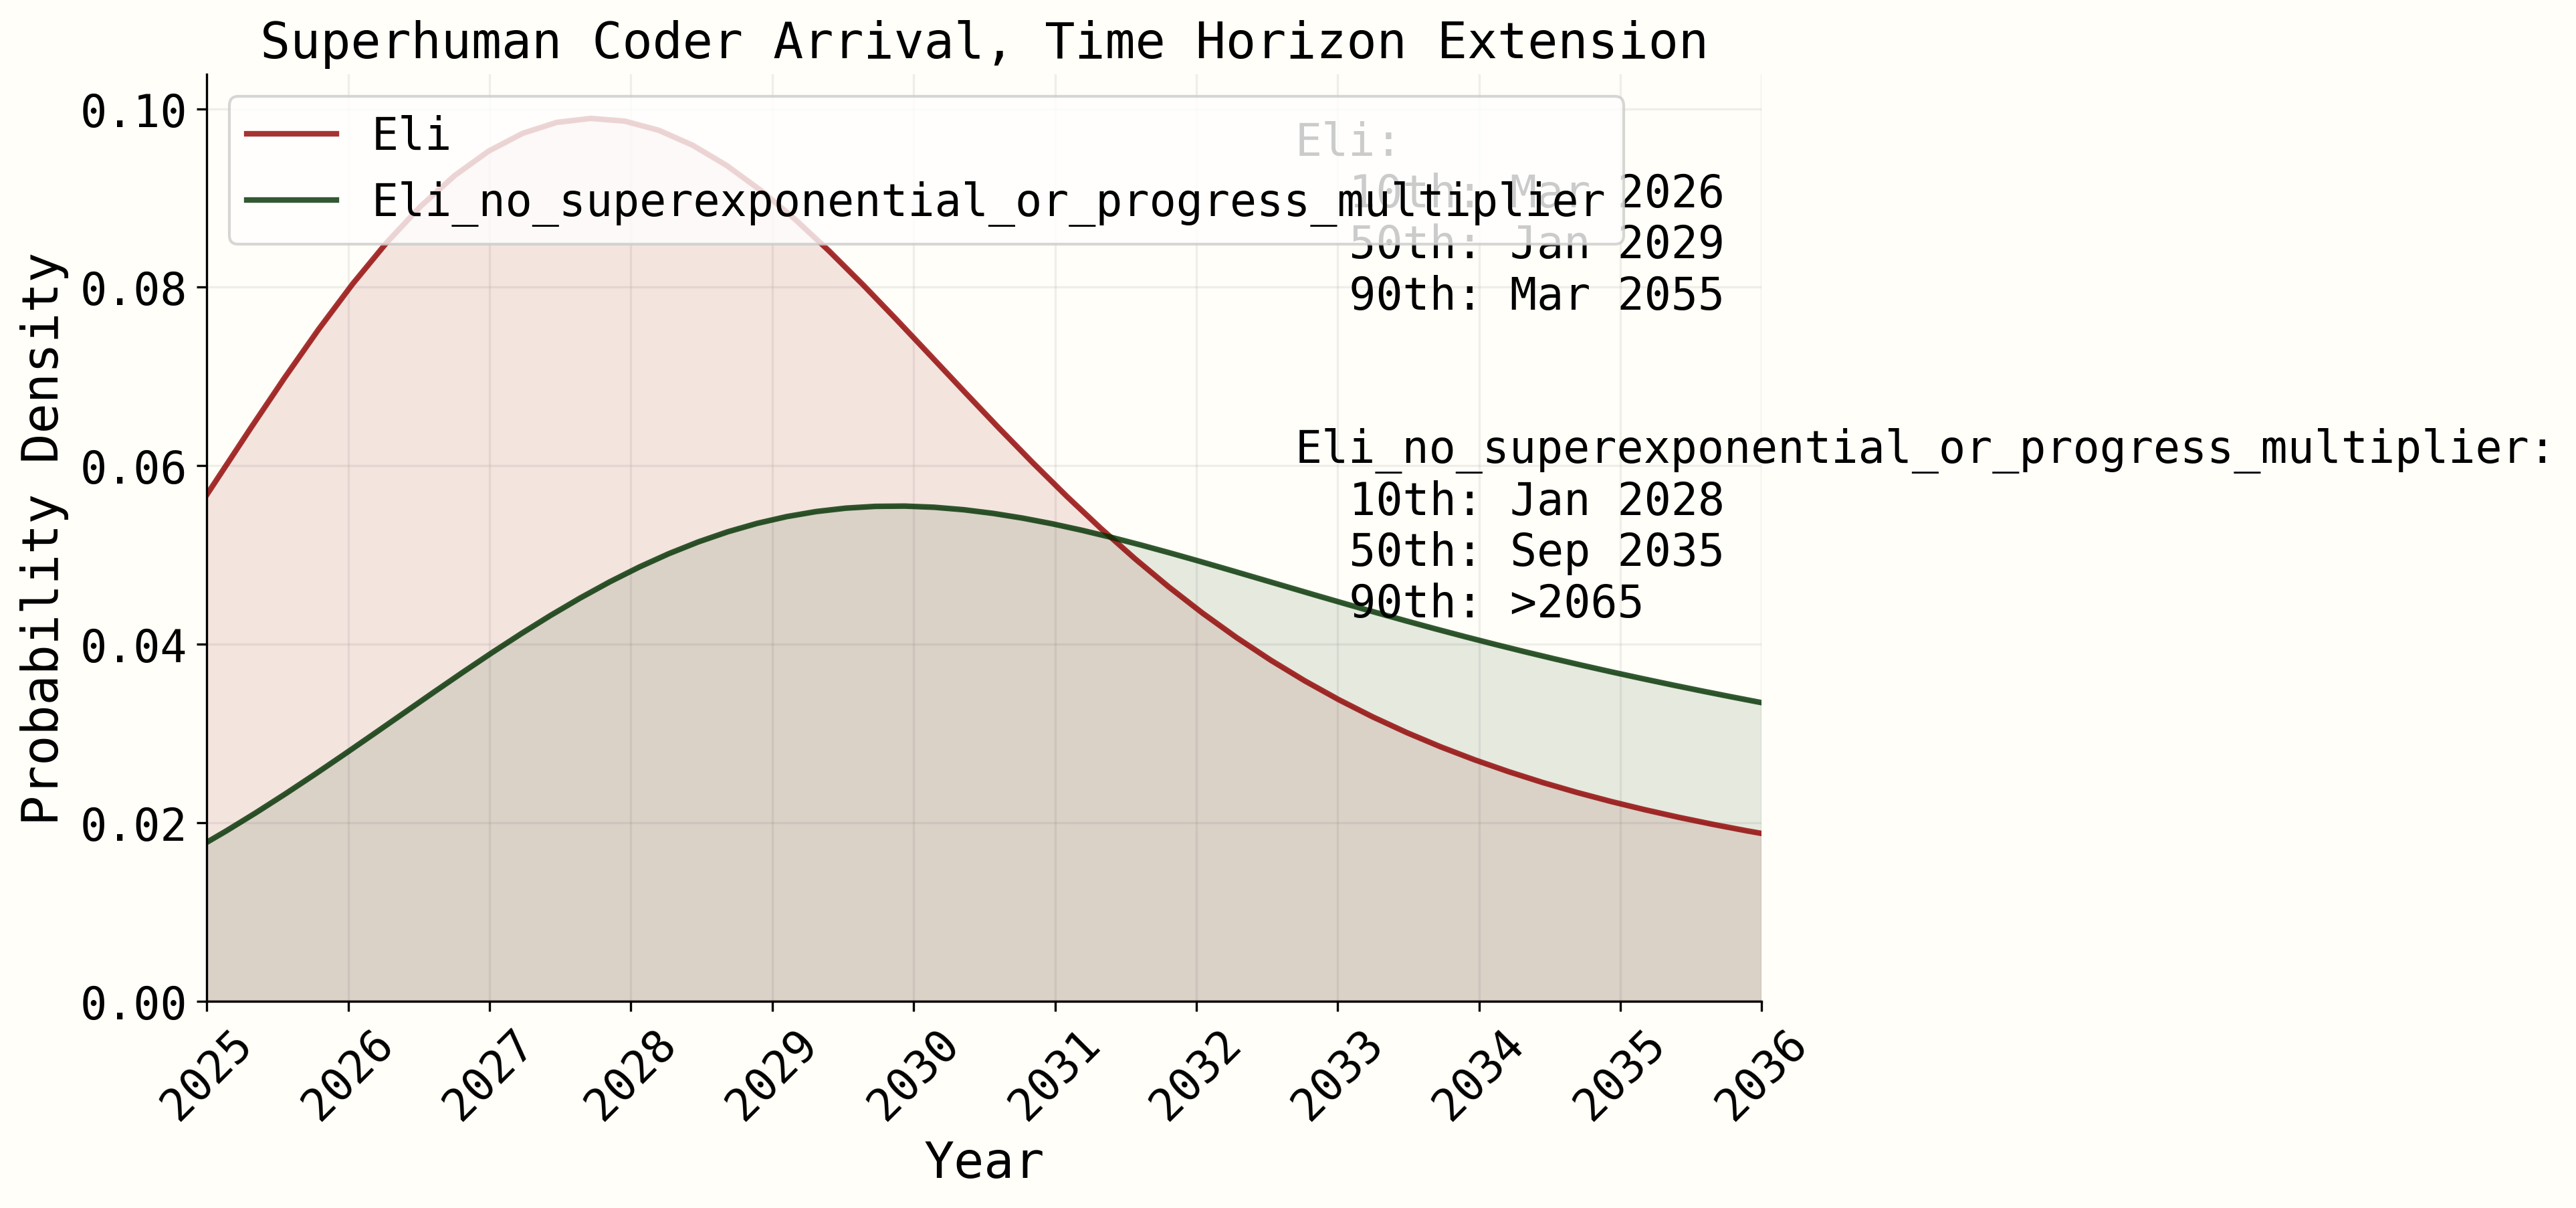 Superhuman Coder Arrival, Time Horizon Extension
Eli
Eli_no_superexponential_or_progress_multiplier
Eli:
10th: Mar 2026
50th: Jan 2029
90th: Mar 2055
Eli_no_superexponential_or_progress_multiplier:
10th: Jan 2028
50th: Sep 2035
90th: >2065
Probability Density
0.10
0.08
0.06
0.04
0.02
0.00
2025 2026 2027 2028 2029 2030 2031 2032 2033 2034 2035 2036
Year